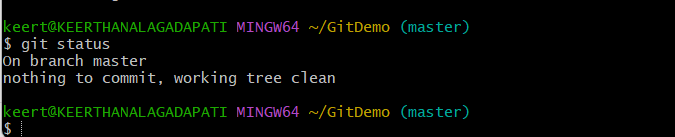 keert@KEERTHANALAGADAPATI MINGW64 ~/GitDemo (master)
$ git status
On branch master
nothing to commit, working tree clean
keert@KEERTHANALAGADAPATI MINGW64 ~/GitDemo (master)
$